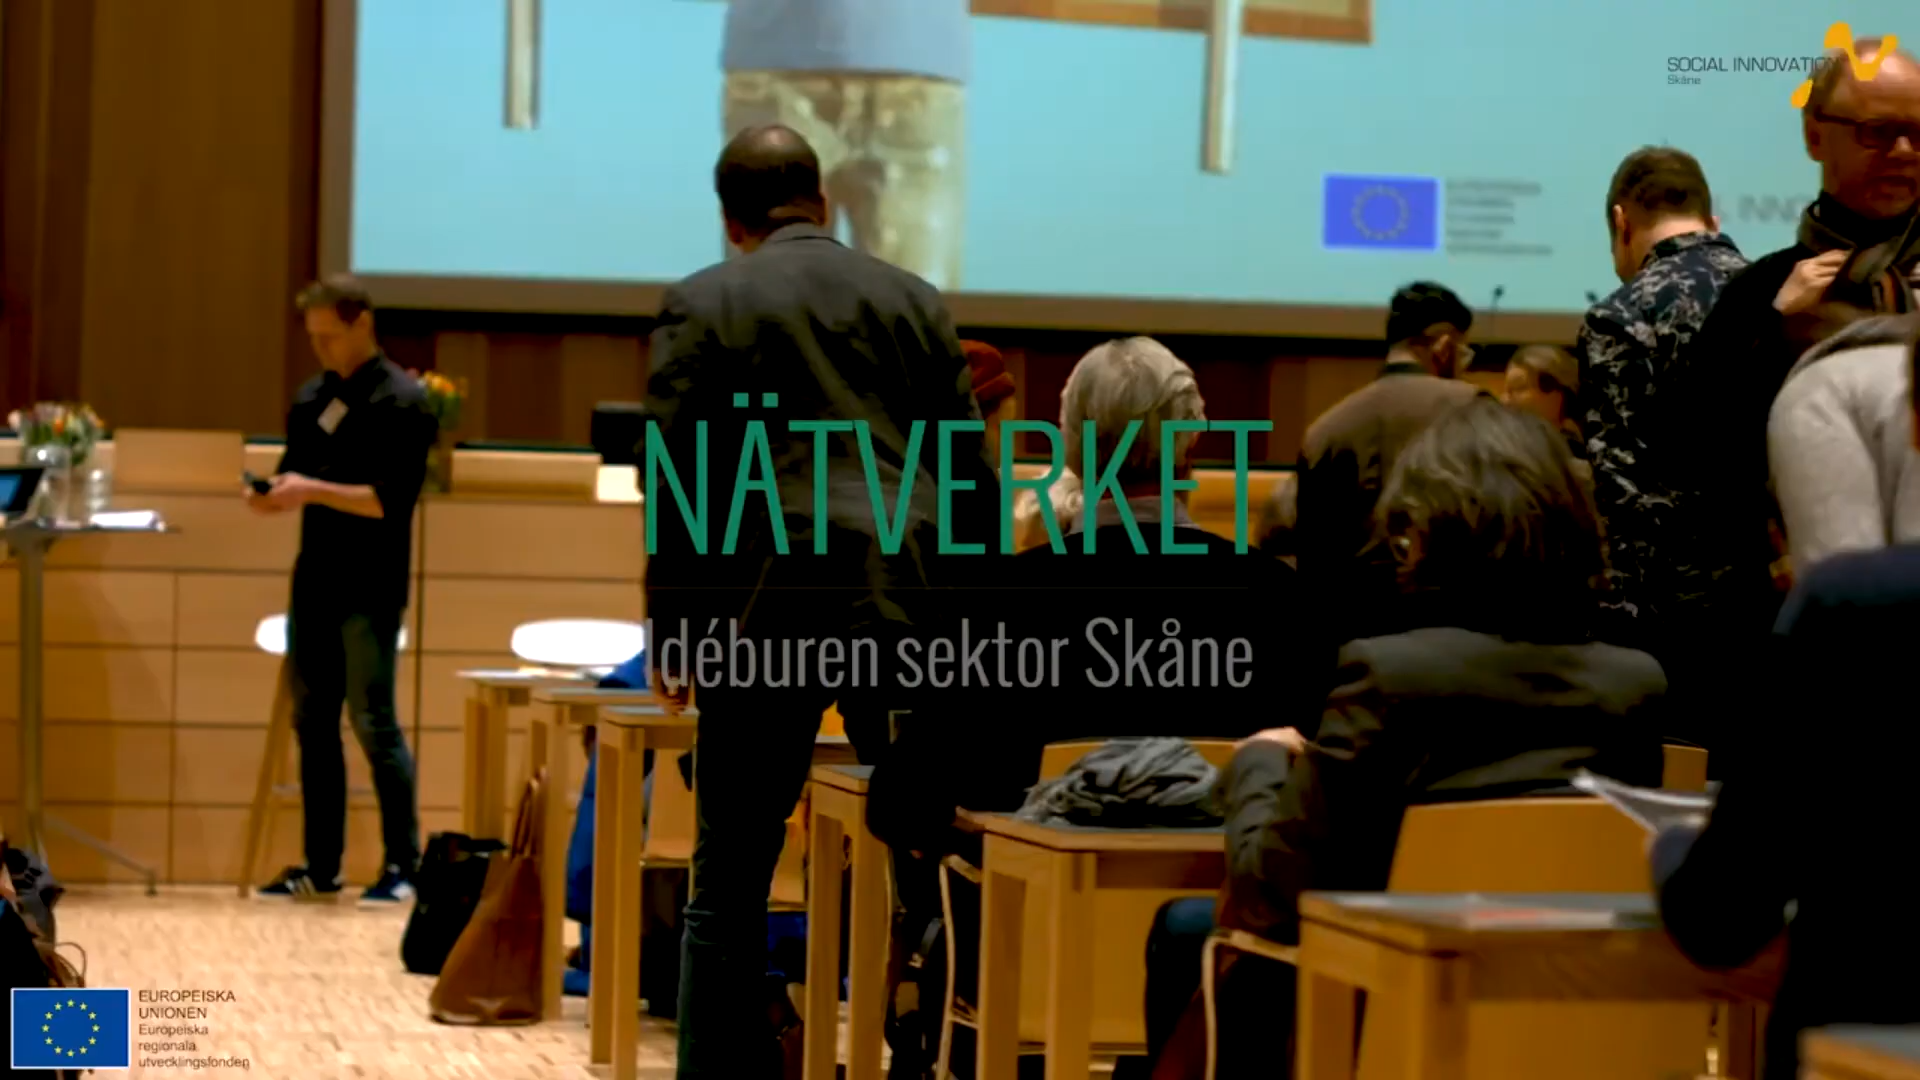 SOCIAL INNOVATION
Skåne
NÄTVERKET
Idéburen sektor Skåne
EUROPEISKA
UNIONEN
Europeiska
regionala
utvecklingsfonden